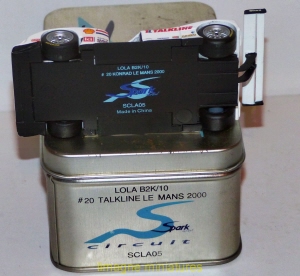 TALKLINE
LOLA B2K/10
# 20 KONRAD LE MANS 2000
Spark
SCLA05
Made in China
LOLA B2K/10
#20 TALKLINE LE MANS 2000
Spark
circuit
SCLA05